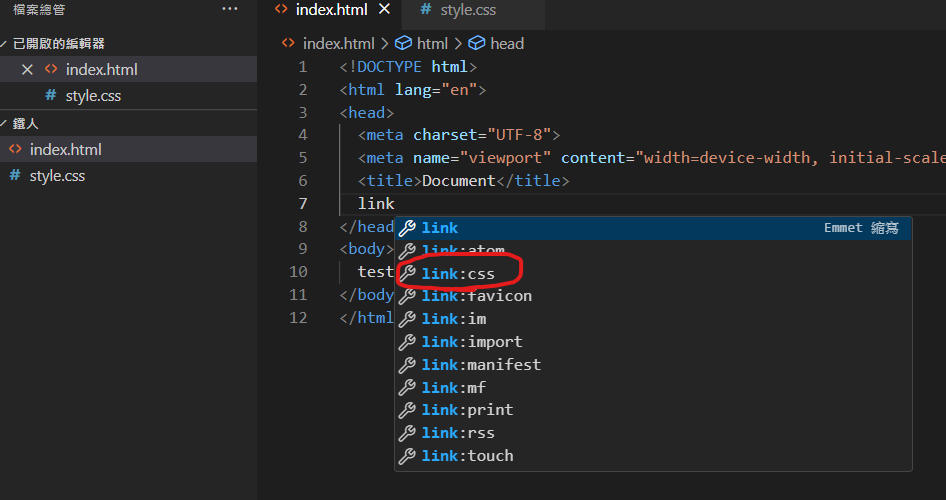 檔案總管 ...
已開啟的編輯器
index.html
# style.css
鐵人
index.html
# style.css
index.html
# style.css
index.html > html > head
1 <!DOCTYPE html>
2 <html lang="en">
3 <head>
4 <meta charset="UTF-8">
5 <meta name="viewport" content="width=device-width, initial-scale
6 <title>Document</title>
7 link
8 </head
9 <body>
10 test
11 </body
12 </html
link Emmet 縮寫
link:atom
link:css
link:favicon
link:im
link:import
link:manifest
link:mf
link:print
link:rss
link:touch